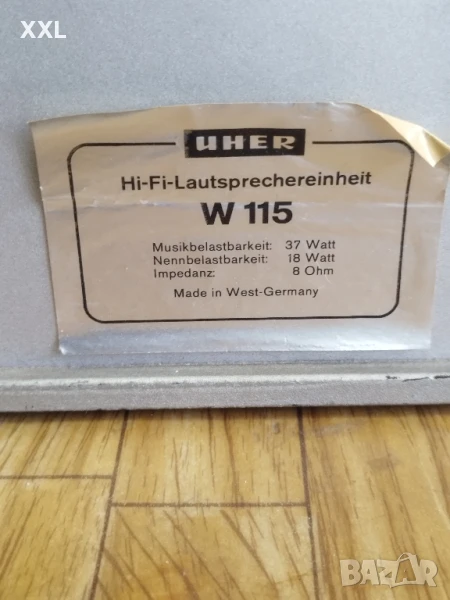 XXL
UHER
Hi-Fi-Lautsprechereinheit
W 115
Musikbelastbarkeit: 37 Watt
Nennbelastbarkeit: 18 Watt
Impedanz: 8 Ohm
Made in West-Germany
BAZAR